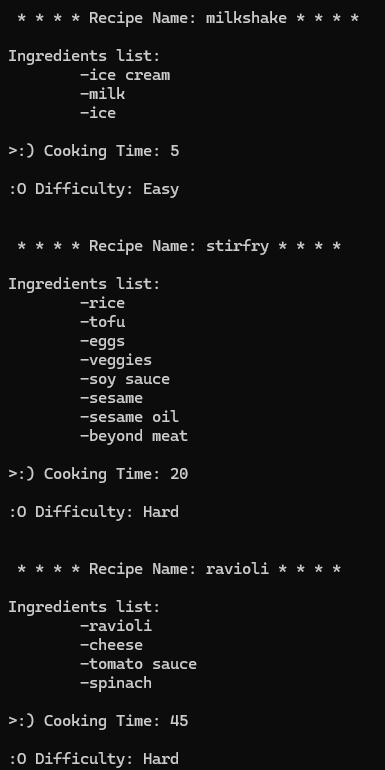 * * * * Recipe Name: milkshake * * * *
Ingredients list:
-ice cream
-milk
-ice
>:) Cooking Time: 5
:O Difficulty: Easy
* * * * Recipe Name: stirfry * * * *
Ingredients list:
-rice
-tofu
-eggs
-veggies
-soy sauce
-sesame
-sesame oil
-beyond meat
>:) Cooking Time: 20
:O Difficulty: Hard
* * * * Recipe Name: ravioli * * * *
Ingredients list:
-ravioli
-cheese
-tomato sauce
-spinach
>:) Cooking Time: 45
:O Difficulty: Hard